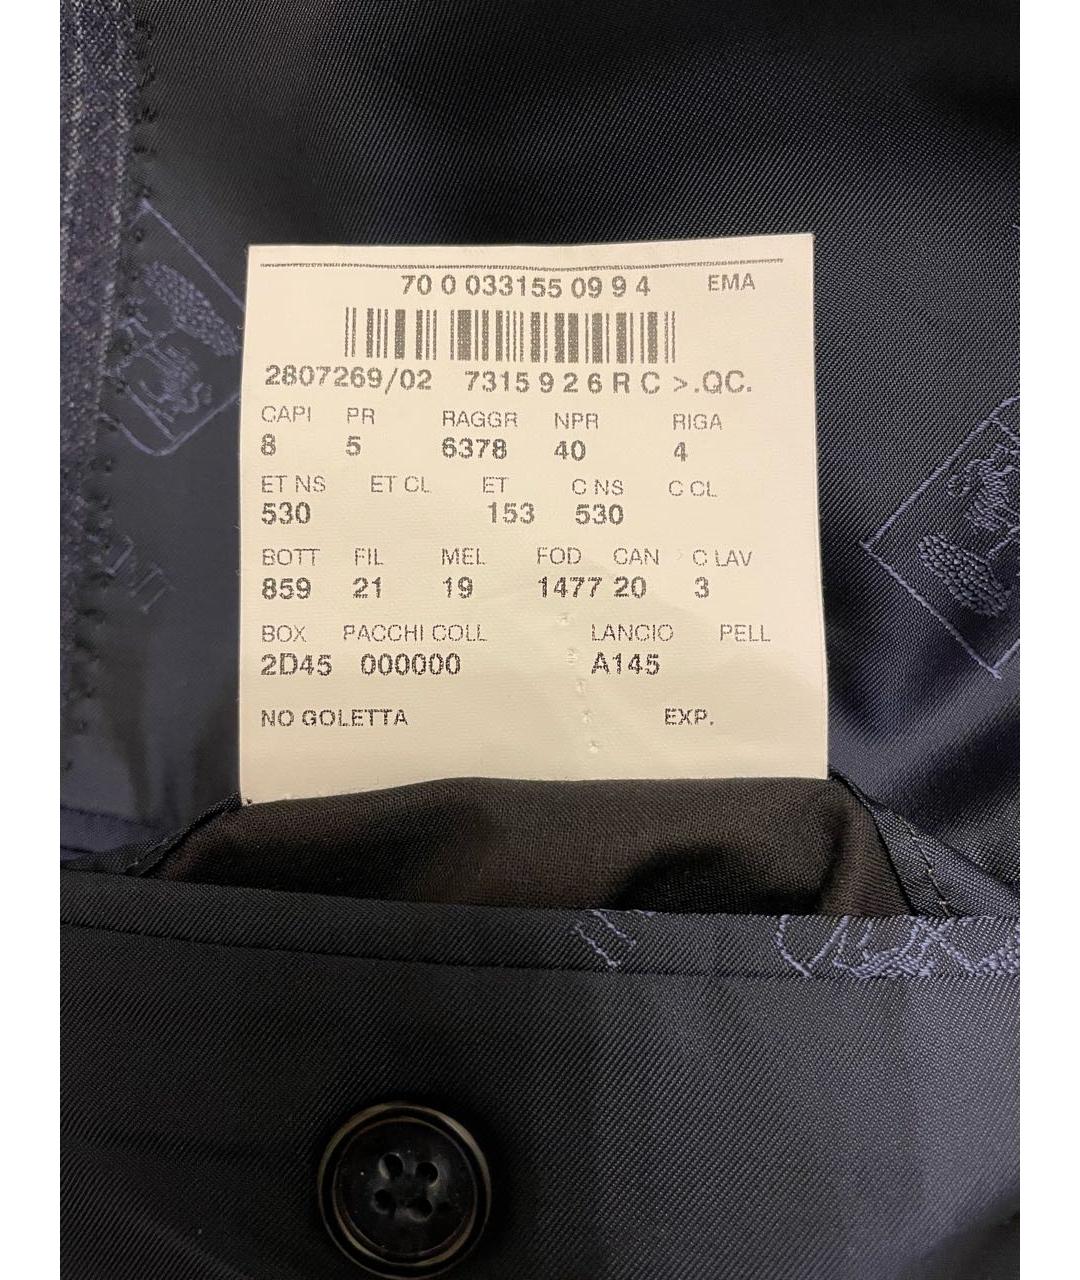 70 0 033155 09 9 4 EMA
2807269/02 7315 9 2 6 R C >.QC.
CAPI PR RAGGR NPR RIGA
8 5 6378 40 4
ET NS ET CL ET C NS C CL
530 153 530
BOTT FIL MEL FOD CAN C LAV
859 21 19 1477 20 3
BOX PACCHI COLL LANCIO PELL
2D45 000000 A145
NO GOLETTA EXP.